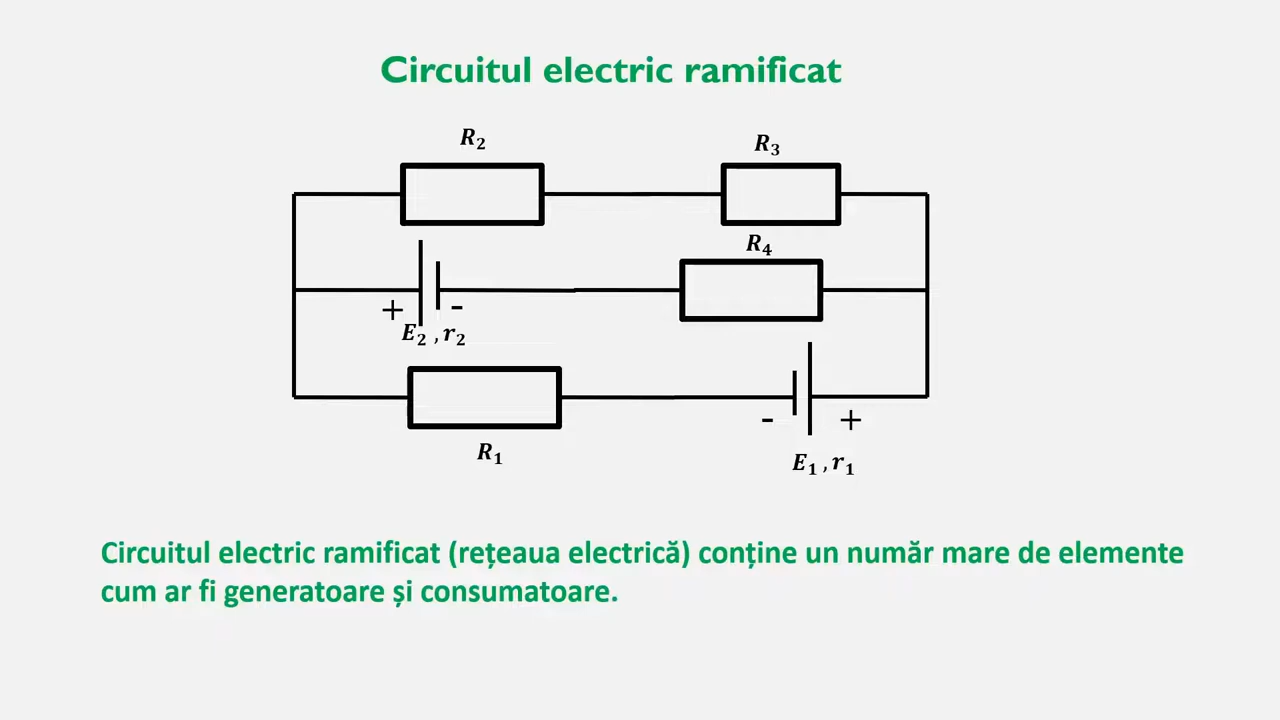 Circuitul electric ramificat
R₂
R₃
R₄
+ -
E₂ , r₂
- +
R₁
E₁ , r₁
Circuitul electric ramificat (rețeaua electrică) conține un număr mare de elemente
cum ar fi generatoare și consumatoare.